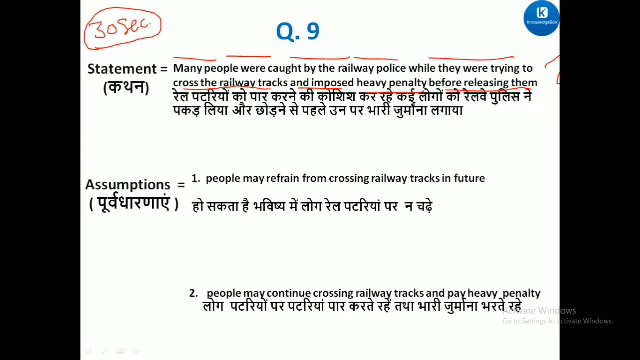 30 sec.
K
KnowledgeBox
Q. 9
Statement = Many people were caught by the railway police while they were trying to
(कथन) cross the railway tracks and imposed heavy penalty before releasing them
रेल पटरियों को पार करने की कोशिश कर रहे कई लोगों को रेलवे पुलिस ने
पकड़ लिया और छोड़ने से पहले उन पर भारी जुर्माना लगाया
Assumptions = 1. people may refrain from crossing railway tracks in future
( पूर्वधारणाएं ) हो सकता है भविष्य में लोग रेल पटरियां पर न चढ़े
2. people may continue crossing railway tracks and pay heavy penalty
लोग पटरियों पर पटरियां पार करते रहें तथा भारी जुर्माना भरते रहे
Activate Windows
Go to Settings to activate Windows.